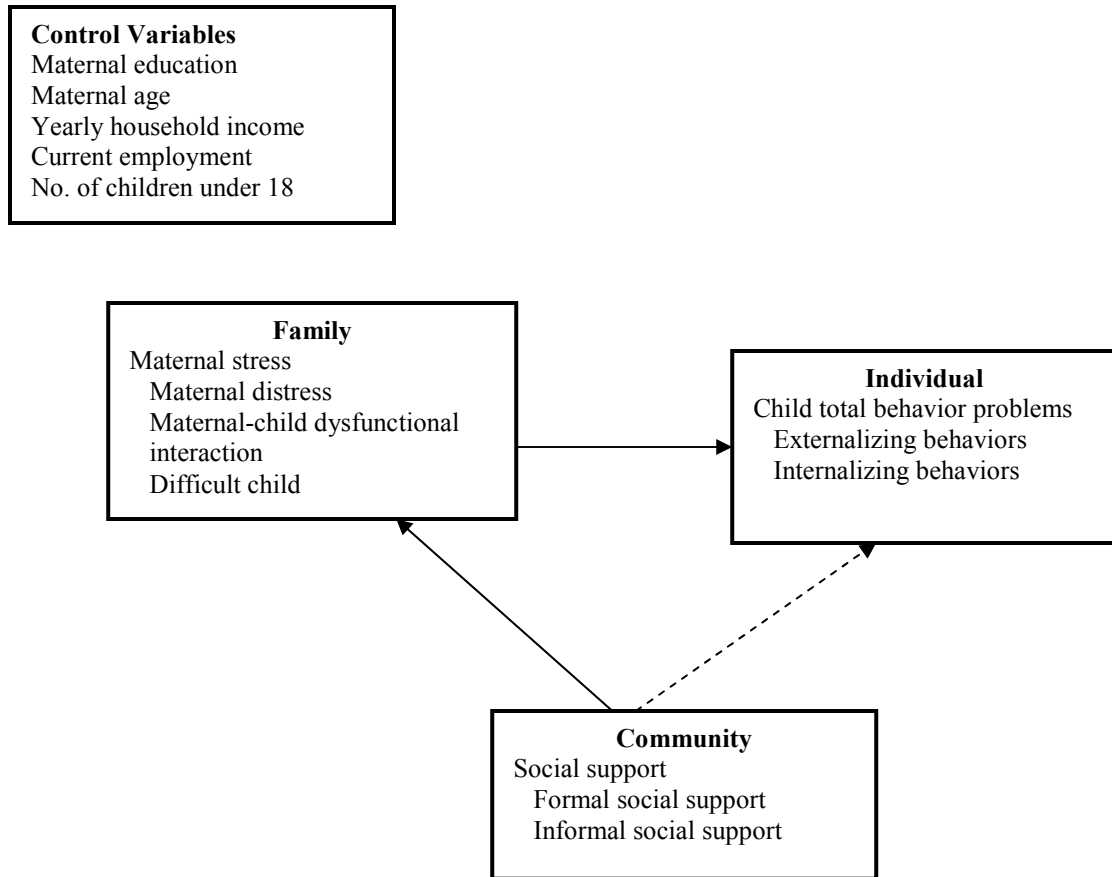 Control Variables
Maternal education
Maternal age
Yearly household income
Current employment
No. of children under 18
Family
Maternal stress
Maternal distress
Maternal-child dysfunctional
interaction
Difficult child
Individual
Child total behavior problems
Externalizing behaviors
Internalizing behaviors
Community
Social support
Formal social support
Informal social support